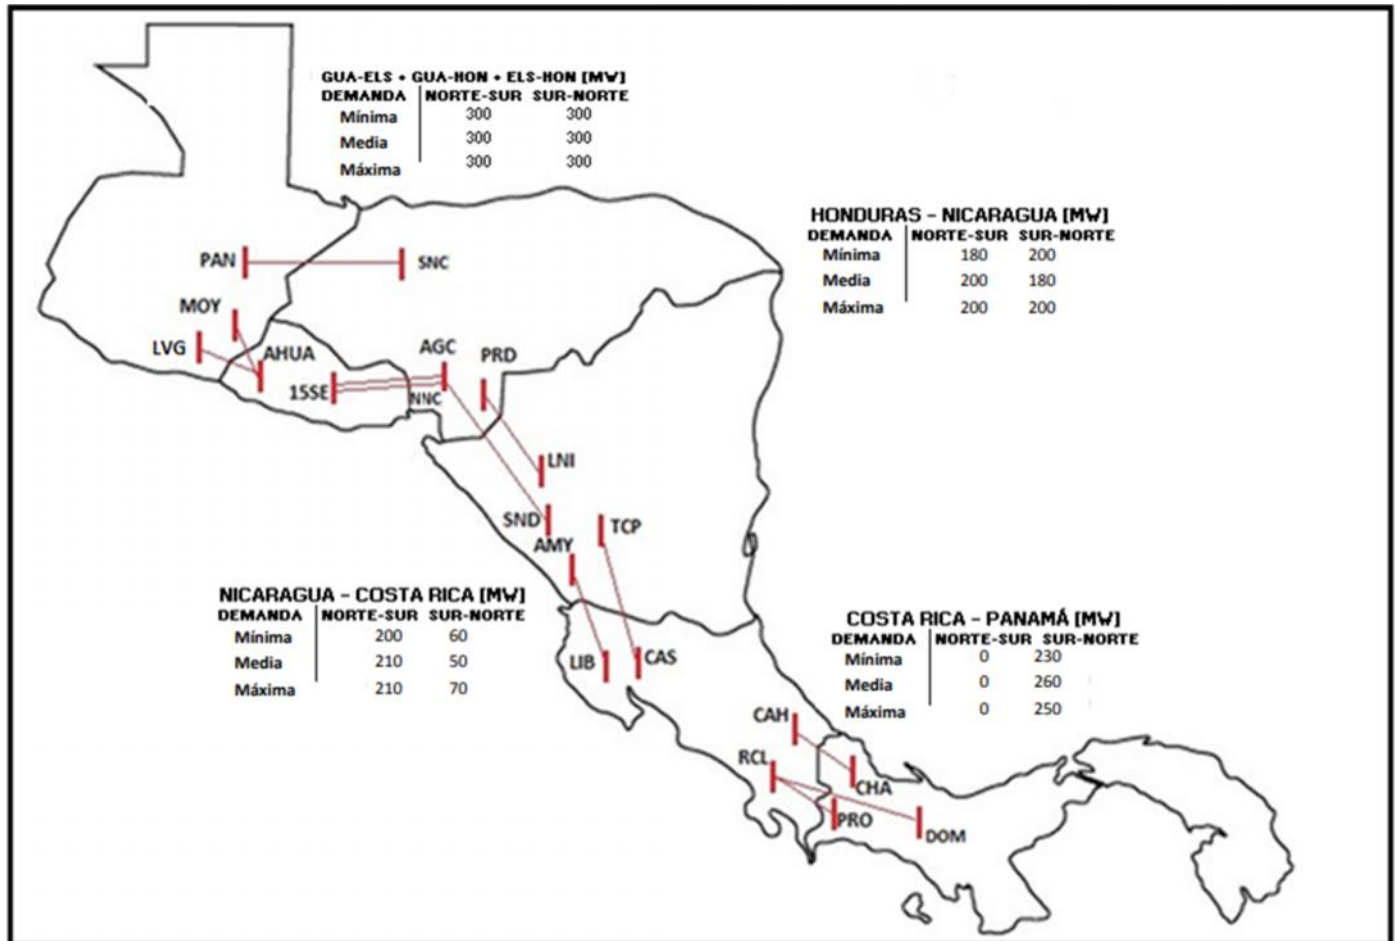 GUA-ELS + GUA-HON + ELS-HON [MW]
DEMANDA NORTE-SUR SUR-NORTE
Mínima 300 300
Media 300 300
Máxima 300 300
HONDURAS - NICARAGUA [MW]
DEMANDA NORTE-SUR SUR-NORTE
Mínima 180 200
Media 200 180
Máxima 200 200
PAN
SNC
MOY
LVG
AHUA
AGC
PRD
15SE
NNC
LNI
SND
TCP
AMY
NICARAGUA - COSTA RICA [MW]
DEMANDA NORTE-SUR SUR-NORTE
Mínima 200 60
Media 210 50
Máxima 210 70
COSTA RICA - PANAMÁ [MW]
DEMANDA NORTE-SUR SUR-NORTE
Mínima 0 230
Media 0 260
Máxima 0 250
LIB
CAS
CAH
RCL
CHA
PRO
DOM